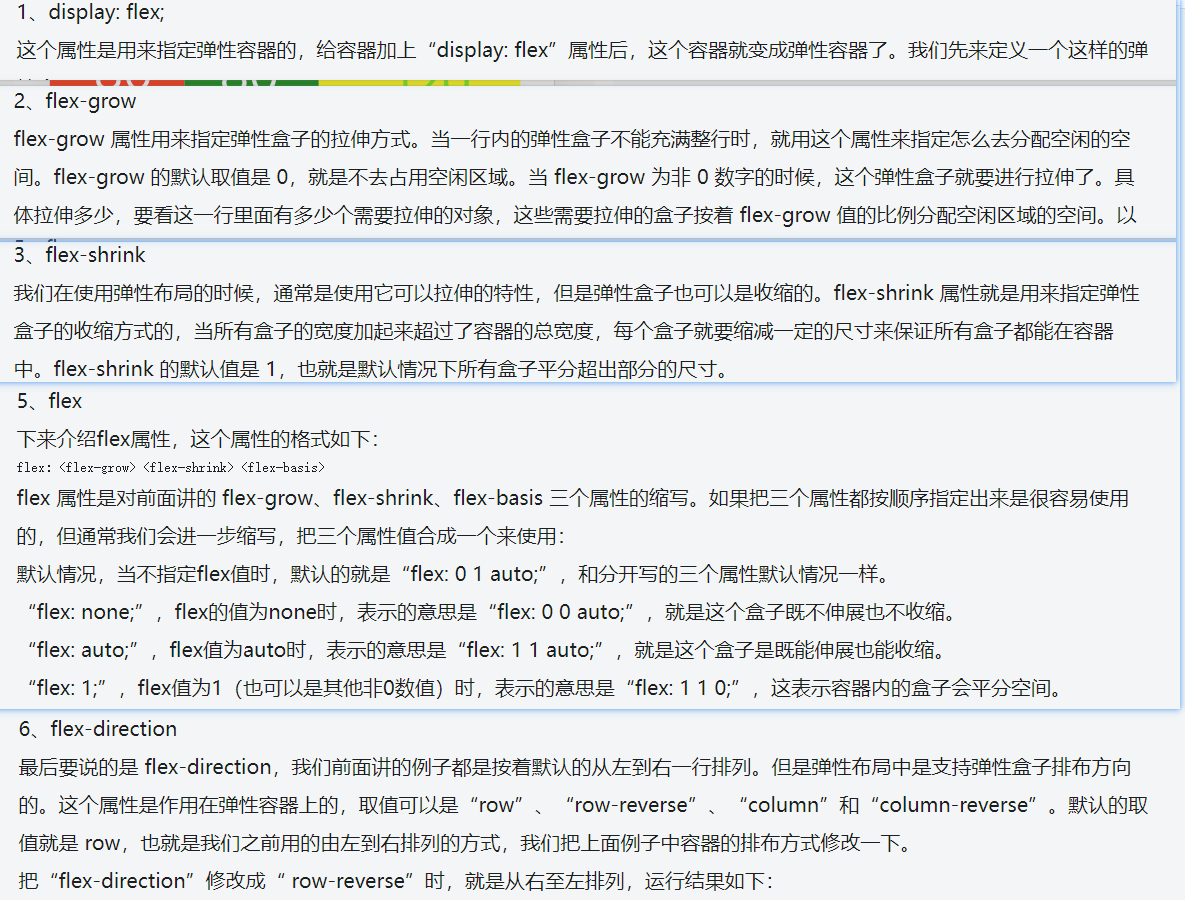 1、display: flex;
这个属性是用来指定弹性容器的，给容器加上“display: flex”属性后，这个容器就变成弹性容器了。我们先来定义一个这样的弹
2、flex-grow
flex-grow 属性用来指定弹性盒子的拉伸方式。当一行内的弹性盒子不能充满整行时，就用这个属性来指定怎么去分配空闲的空
间。flex-grow 的默认取值是 0，就是不去占用空闲区域。当 flex-grow 为非 0 数字的时候，这个弹性盒子就要进行拉伸了。具
体拉伸多少，要看这一行里面有多少个需要拉伸的对象，这些需要拉伸的盒子按着 flex-grow 值的比例分配空闲区域的空间。以
3、flex-shrink
我们在使用弹性布局的时候，通常是使用它可以拉伸的特性，但是弹性盒子也可以是收缩的。flex-shrink 属性就是用来指定弹性
盒子的收缩方式的，当所有盒子的宽度加起来超过了容器的总宽度，每个盒子就要缩减一定的尺寸来保证所有盒子都能在容器
中。flex-shrink 的默认值是 1，也就是默认情况下所有盒子平分超出部分的尺寸。
5、flex
下来介绍flex属性，这个属性的格式如下：
flex: <flex-grow> <flex-shrink> <flex-basis>
flex 属性是对前面讲的 flex-grow、flex-shrink、flex-basis 三个属性的缩写。如果把三个属性都按顺序指定出来是很容易使用
的，但通常我们会进一步缩写，把三个属性值合成一个来使用：
默认情况，当不指定flex值时，默认的就是“flex: 0 1 auto;”，和分开写的三个属性默认情况一样。
“flex: none;”，flex的值为none时，表示的意思是“flex: 0 0 auto;”，就是这个盒子既不伸展也不收缩。
“flex: auto;”，flex值为auto时，表示的意思是“flex: 1 1 auto;”，就是这个盒子是既能伸展也能收缩。
“flex: 1;”，flex值为1（也可以是其他非0数值）时，表示的意思是“flex: 1 1 0;”，这表示容器内的盒子会平分空间。
6、flex-direction
最后要说的是 flex-direction，我们前面讲的例子都是按着默认的从左到右一行排列。但是弹性布局中是支持弹性盒子排布方向
的。这个属性是作用在弹性容器上的，取值可以是“row”、“row-reverse”、“column”和“column-reverse”。默认的取
值就是 row，也就是我们之前用的由左到右排列的方式，我们把上面例子中容器的排布方式修改一下。
把“flex-direction”修改成“ row-reverse”时，就是从右至左排列，运行结果如下：